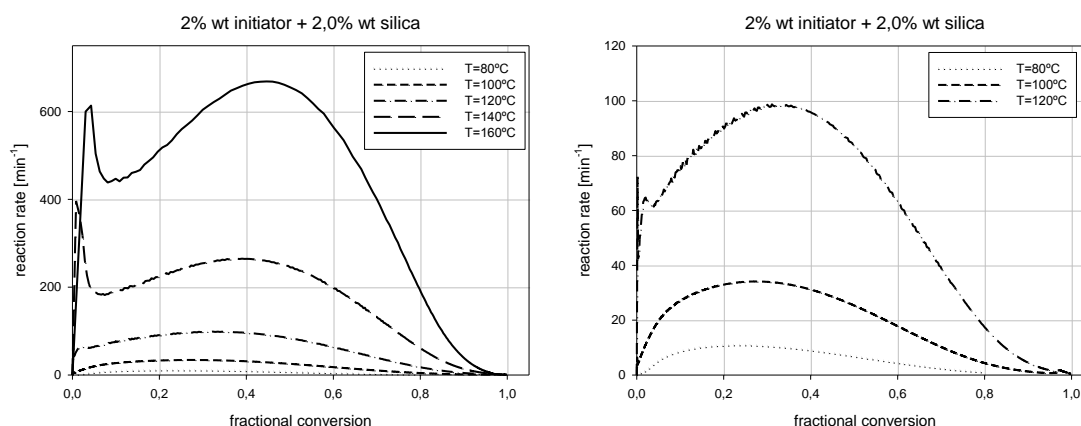 2% wt initiator + 2,0% wt silica
reaction rate [min⁻¹]
600
400
200
0
0,0 0,2 0,4 0,6 0,8 1,0
fractional conversion
T=80ºC
T=100ºC
T=120ºC
T=140ºC
T=160ºC
2% wt initiator + 2,0% wt silica
reaction rate [min⁻¹]
120
100
80
60
40
20
0
0,0 0,2 0,4 0,6 0,8 1,0
fractional conversion
T=80ºC
T=100ºC
T=120ºC